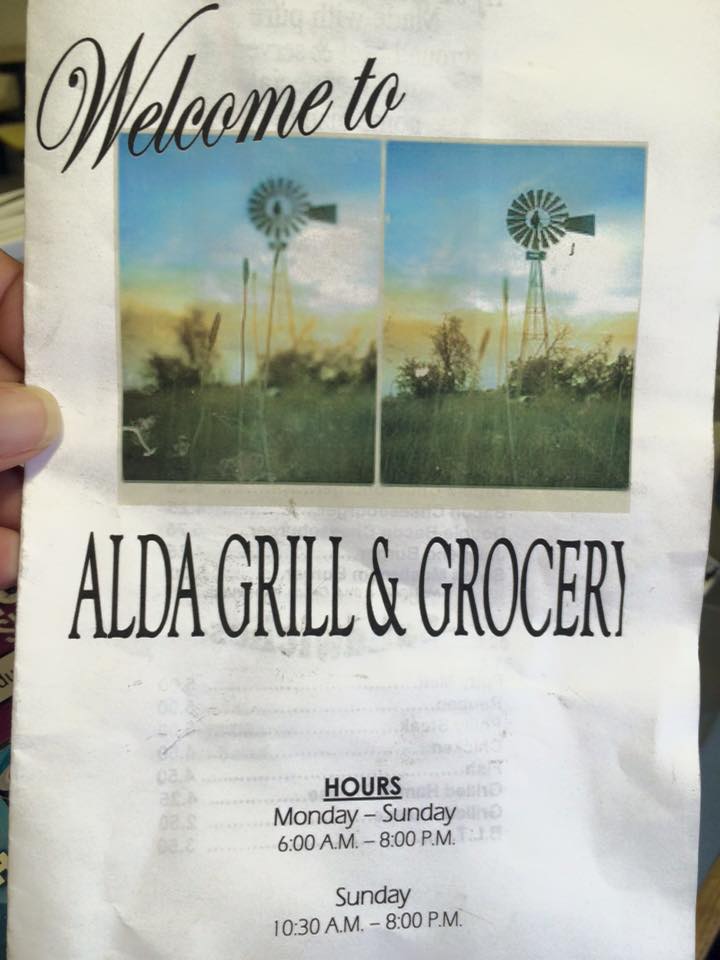 Welcome to
ALDA GRILL & GROCERY
HOURS
Monday – Sunday
6:00 A.M. – 8:00 P.M.
Sunday
10:30 A.M. – 8:00 P.M.